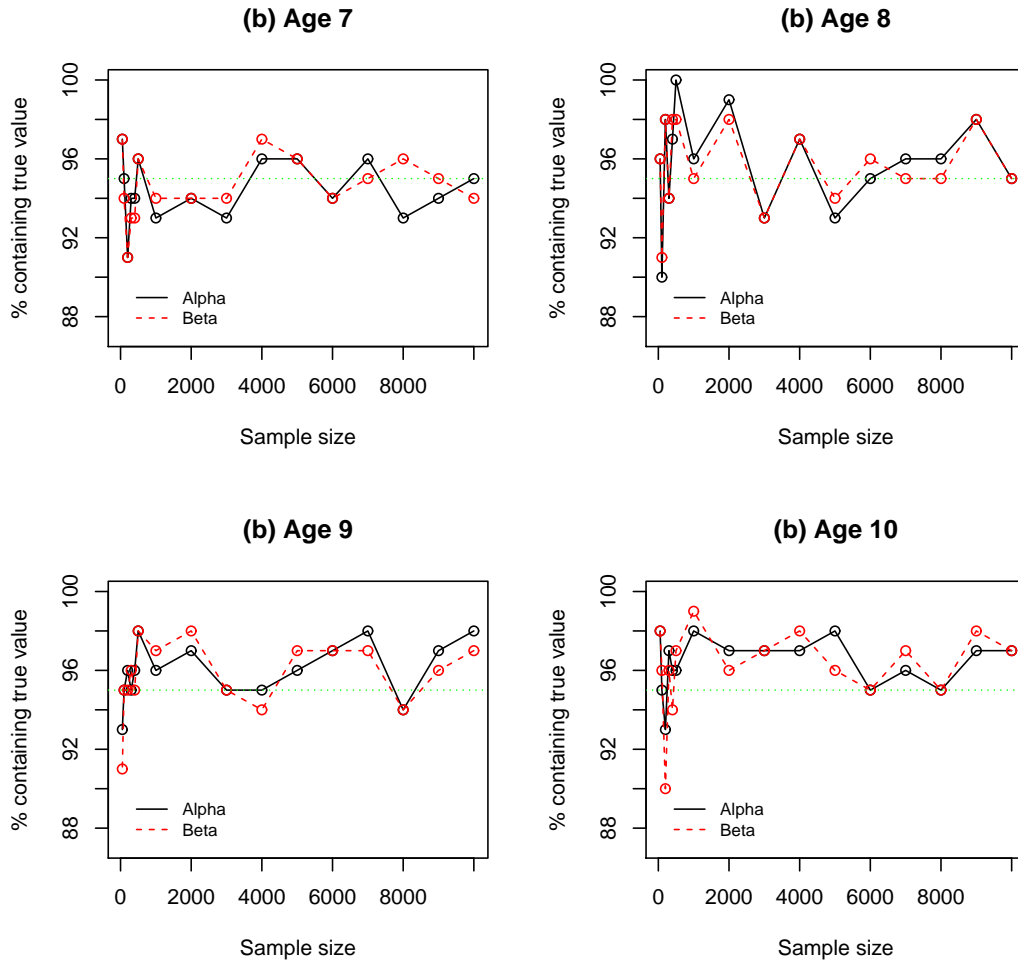 (b) Age 7
% containing true value
100
96
92
88
Alpha
Beta
0 2000 4000 6000 8000
Sample size
(b) Age 8
% containing true value
100
96
92
88
Alpha
Beta
0 2000 4000 6000 8000
Sample size
(b) Age 9
% containing true value
100
96
92
88
Alpha
Beta
0 2000 4000 6000 8000
Sample size
(b) Age 10
% containing true value
100
96
92
88
Alpha
Beta
0 2000 4000 6000 8000
Sample size